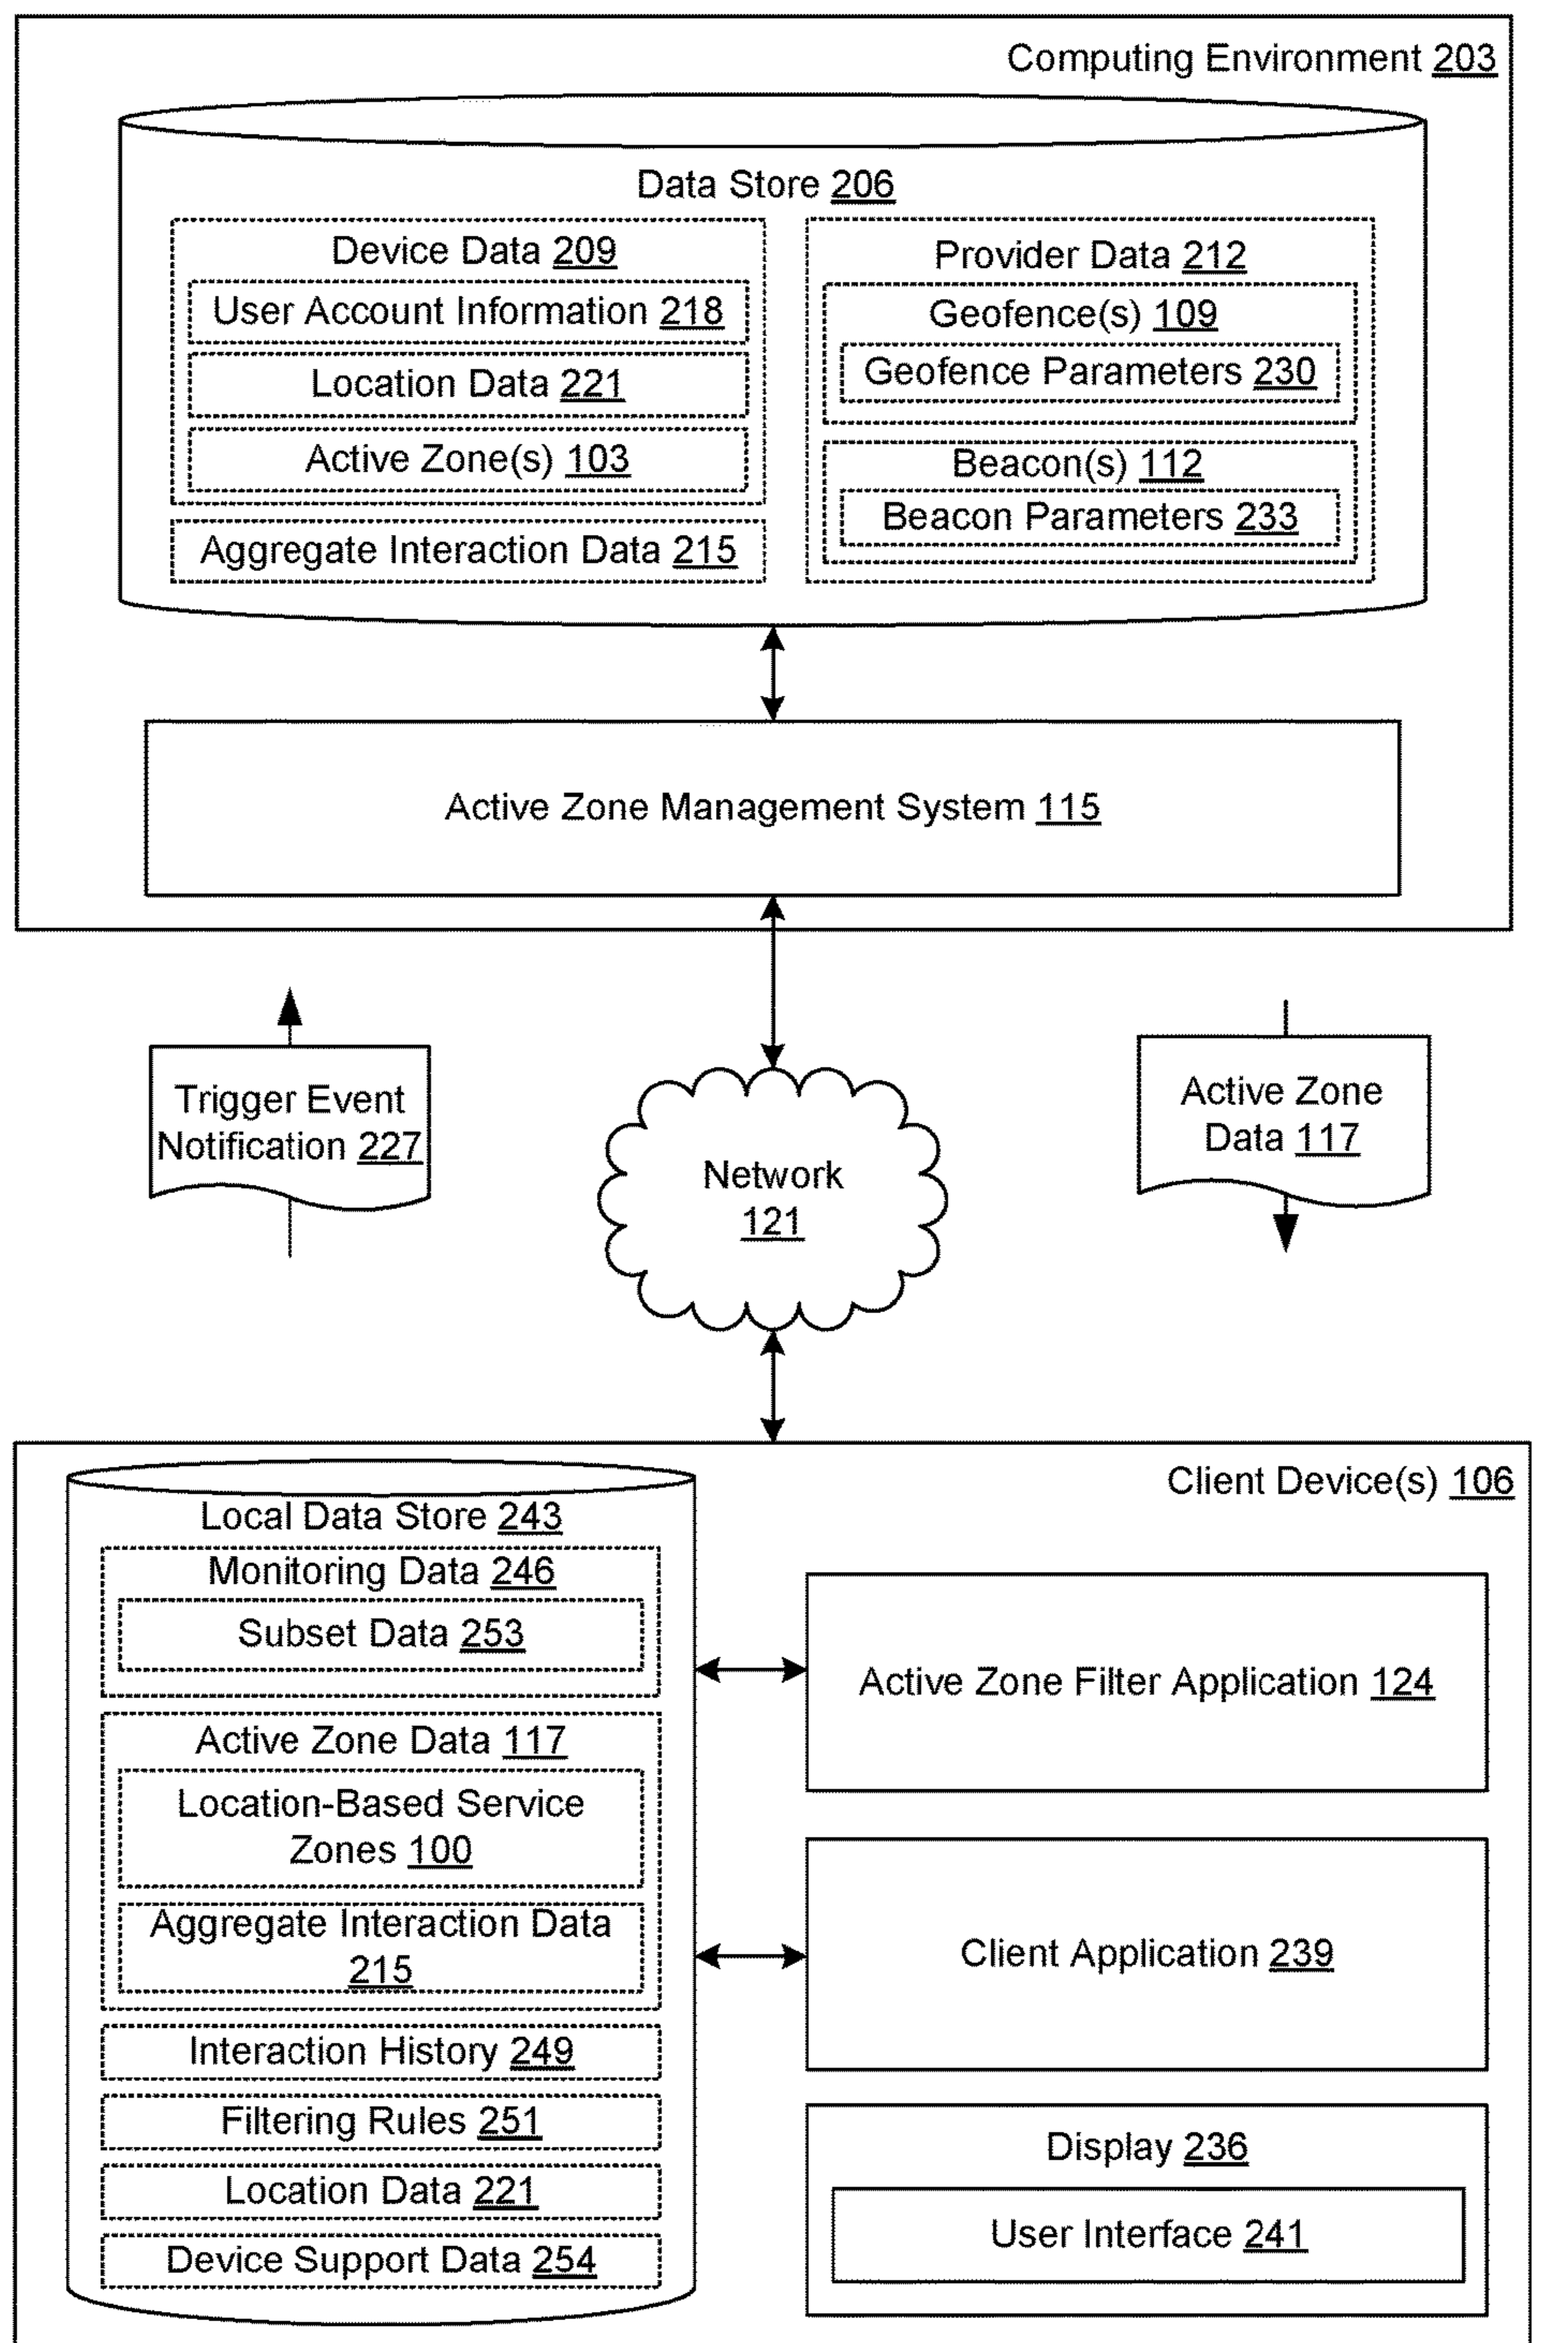 Computing Environment 203
Data Store 206
Device Data 209
User Account Information 218
Location Data 221
Active Zone(s) 103
Aggregate Interaction Data 215
Provider Data 212
Geofence(s) 109
Geofence Parameters 230
Beacon(s) 112
Beacon Parameters 233
Active Zone Management System 115
Trigger Event
Notification 227
Network
121
Active Zone
Data 117
Client Device(s) 106
Local Data Store 243
Monitoring Data 246
Subset Data 253
Active Zone Data 117
Location-Based Service
Zones 100
Aggregate Interaction Data
215
Interaction History 249
Filtering Rules 251
Location Data 221
Device Support Data 254
Active Zone Filter Application 124
Client Application 239
Display 236
User Interface 241